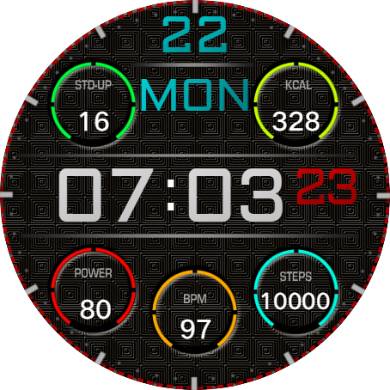 22
MON
STD-UP
16
KCAL
328
07:03 23
POWER
80
BPM
97
STEPS
10000